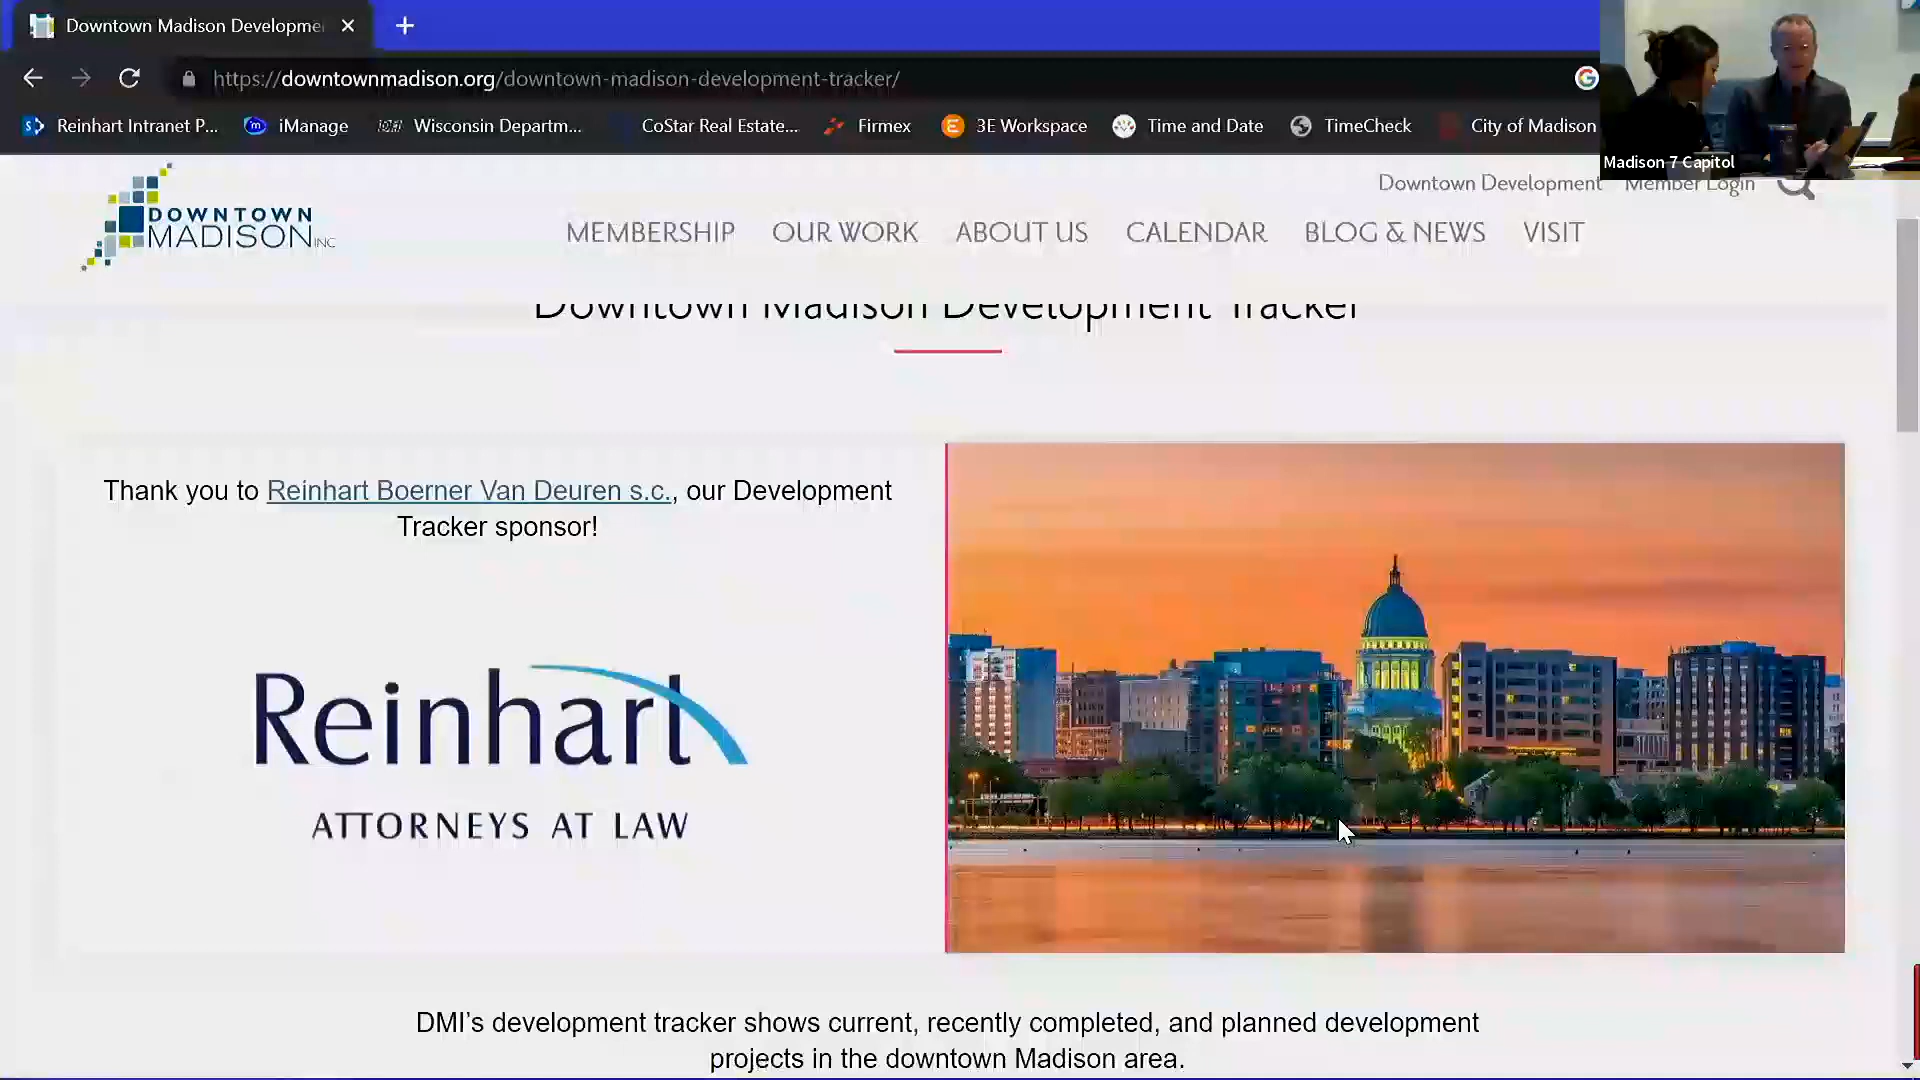 Downtown Madison Developme
https://downtownmadison.org/downtown-madison-development-tracker/
Reinhart Intranet P... iManage Wisconsin Departm... CoStar Real Estate... Firmex 3E Workspace Time and Date TimeCheck City of Madison
Madison 7 Capitol
Downtown Development Member Login
DOWNTOWN
MADISON INC
MEMBERSHIP OUR WORK ABOUT US CALENDAR BLOG & NEWS VISIT
Downtown Madison Development Tracker
Thank you to Reinhart Boerner Van Deuren s.c., our Development
Tracker sponsor!
Reinhart
ATTORNEYS AT LAW
DMI's development tracker shows current, recently completed, and planned development
projects in the downtown Madison area.